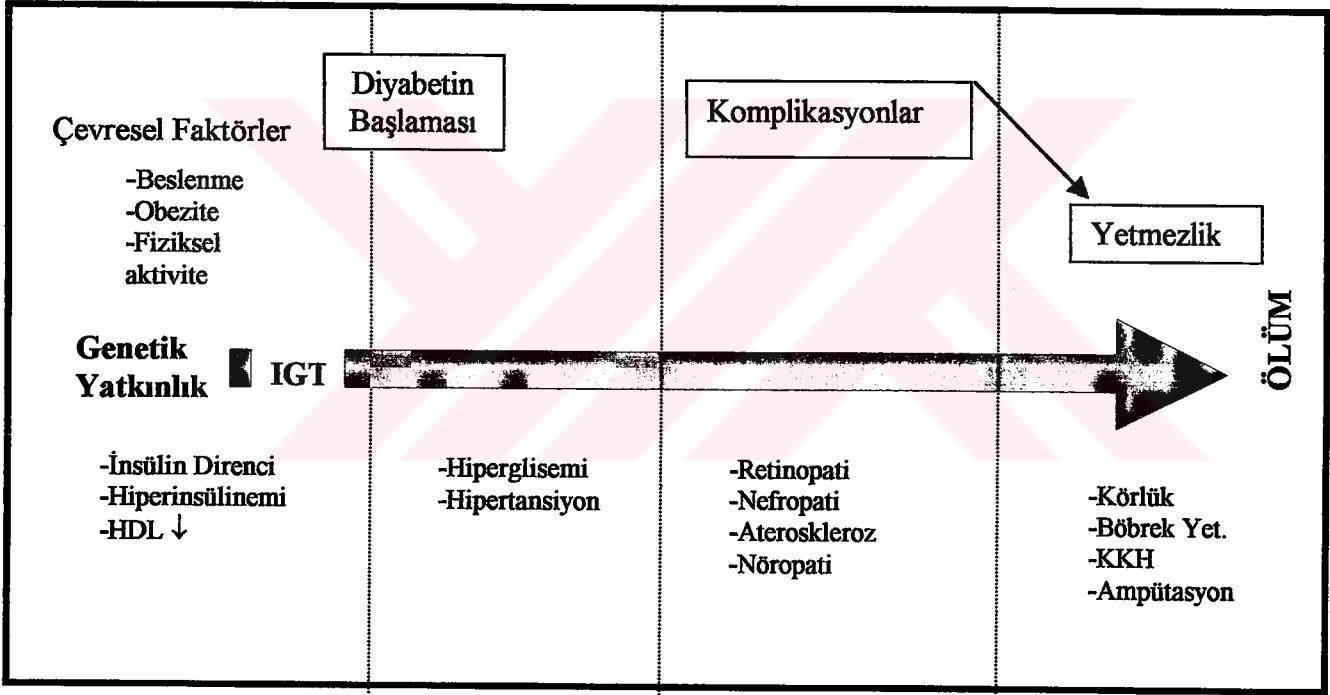 Çevresel Faktörler
-Beslenme
-Obezite
-Fiziksel
aktivite
Genetik
Yatkınlık
IGT
-İnsülin Direnci
-Hiperinsülinemi
-HDL ↓
Diyabetin
Başlaması
-Hiperglisemi
-Hipertansiyon
Komplikasyonlar
-Retinopati
-Nefropati
-Ateroskleroz
-Nöropati
Yetmezlik
-Körlük
-Böbrek Yet.
-KKH
-Ampütasyon
ÖLÜM